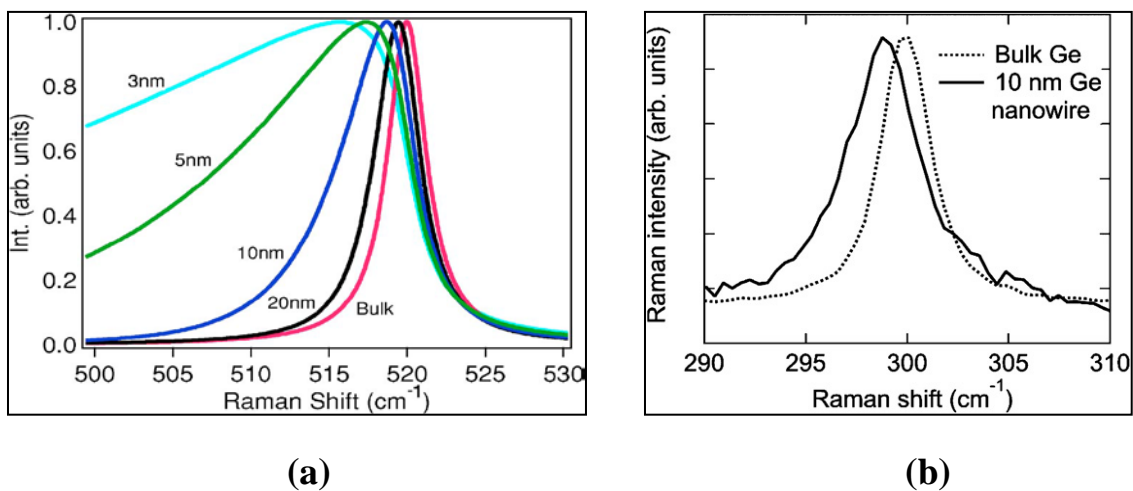 1.0
0.8
0.6
0.4
0.2
0.0
Int. (arb. units)
3nm
5nm
10nm
20nm
Bulk
500 505 510 515 520 525 530
Raman Shift (cm⁻¹)
(a)
Raman intensity (arb. units)
Bulk Ge
10 nm Ge
nanowire
290 295 300 305 310
Raman shift (cm⁻¹)
(b)